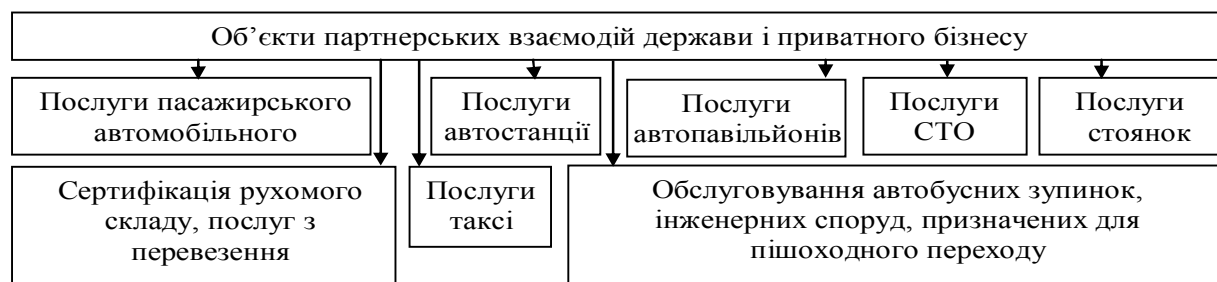 Об’єкти партнерських взаємодій держави і приватного бізнесу
Послуги пасажирського
автомобільного
Послуги
автостанції
Послуги
автопавільйонів
Послуги
СТО
Послуги
стоянок
Сертифікація рухомого
складу, послуг з
перевезення
Послуги
таксі
Обслуговування автобусних зупинок,
інженерних споруд, призначених для
пішоходного переходу